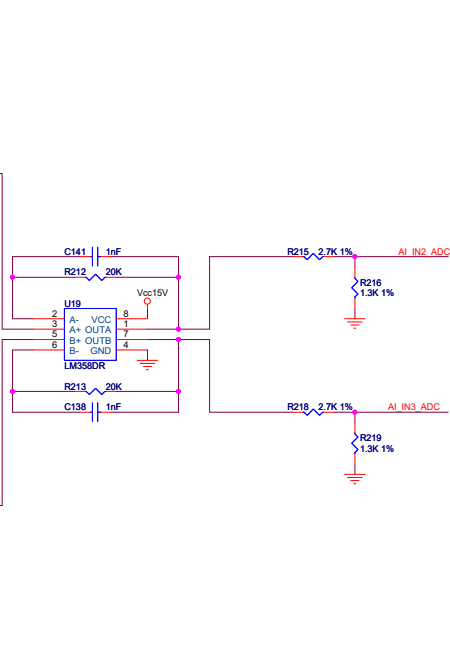 C141 1nF
R212 20K
R215 2.7K 1%
AI_IN2_ADC
R216
1.3K 1%
Vcc15V
U19
2 A- VCC 8
3 A+ OUTA 1
5 B+ OUTB 7
6 B- GND 4
LM358DR
R213 20K
C138 1nF
R218 2.7K 1%
AI_IN3_ADC
R219
1.3K 1%